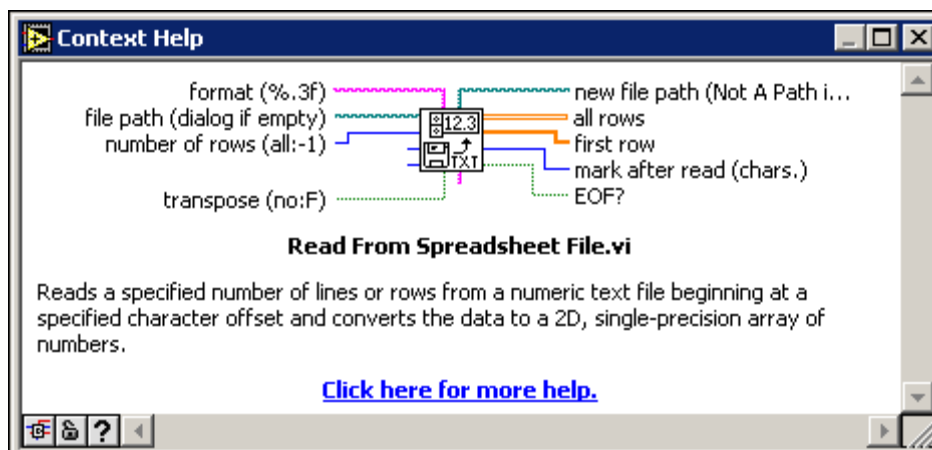 Context Help
format (%.3f)
new file path (Not A Path i...
file path (dialog if empty)
all rows
number of rows (all:-1)
first row
mark after read (chars.)
transpose (no:F)
EOF?
12.3
TXT
Read From Spreadsheet File.vi
Reads a specified number of lines or rows from a numeric text file beginning at a
specified character offset and converts the data to a 2D, single-precision array of
numbers.
Click here for more help.
?